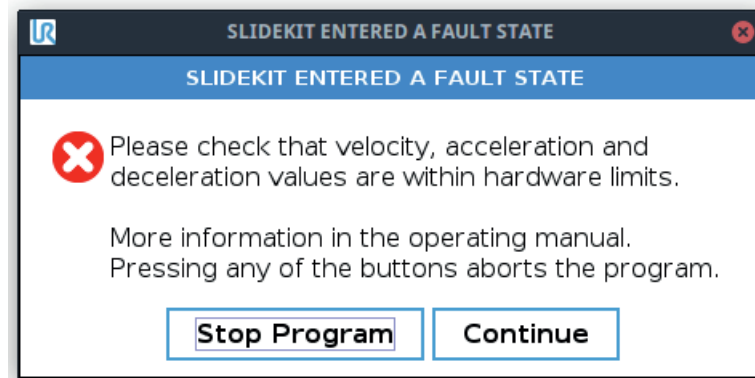 UR
SLIDEKIT ENTERED A FAULT STATE
SLIDEKIT ENTERED A FAULT STATE
Please check that velocity, acceleration and
deceleration values are within hardware limits.
More information in the operating manual.
Pressing any of the buttons aborts the program.
Stop Program Continue